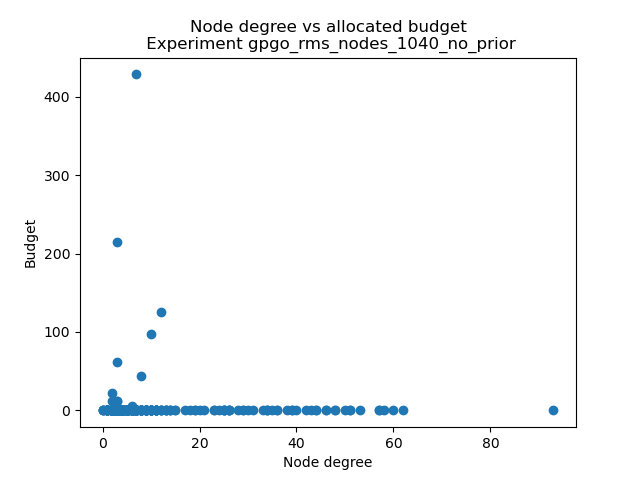 Node degree vs allocated budget
Experiment gpgo_rms_nodes_1040_no_prior
400
300
200
100
0
Budget
0 20 40 60 80
Node degree